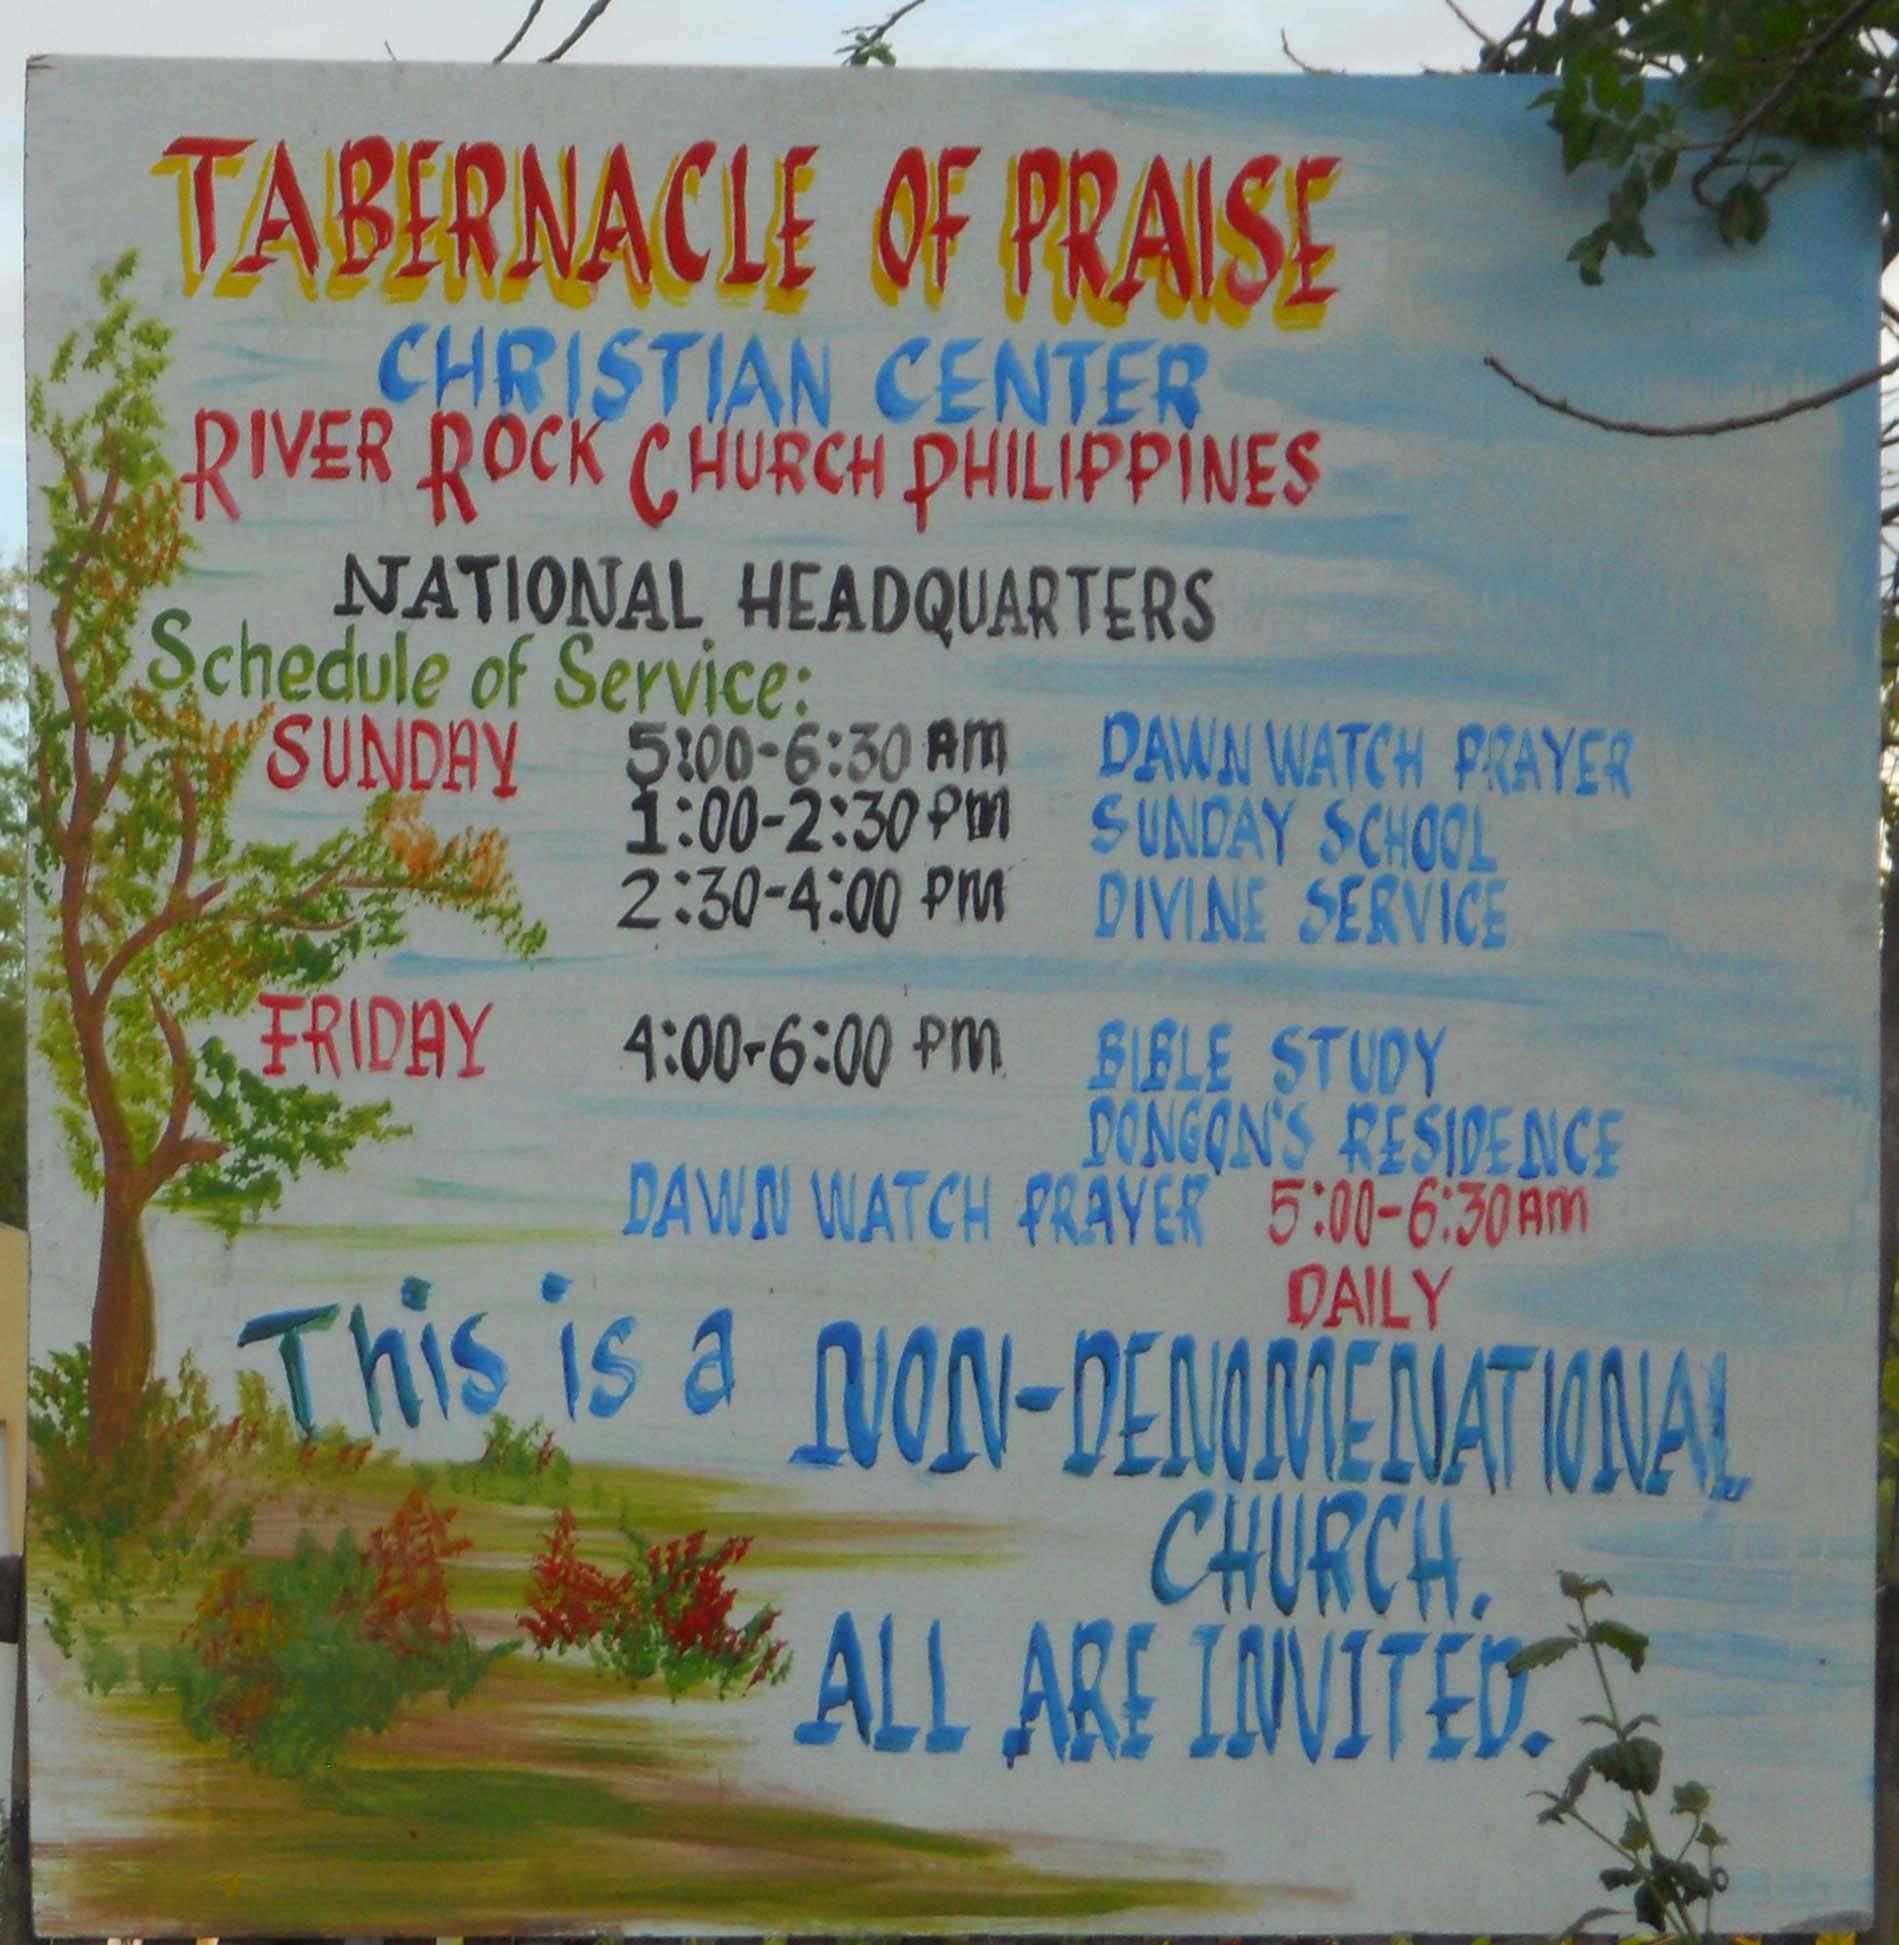 TABERNACLE OF PRAISE
CHRISTIAN CENTER
RIVER ROCK CHURCH PHILIPPINES
NATIONAL HEADQUARTERS
Schedule of Service:
SUNDAY 5:00-6:30 AM DAWN WATCH PRAYER
1:00-2:30 PM SUNDAY SCHOOL
2:30-4:00 PM DIVINE SERVICE
FRIDAY 4:00-6:00 PM BIBLE STUDY
DONGON'S RESIDENCE
DAWN WATCH PRAYER 5:00-6:30 AM
DAILY
This is a NON-DENOMENATIONAL
CHURCH.
ALL ARE INVITED.